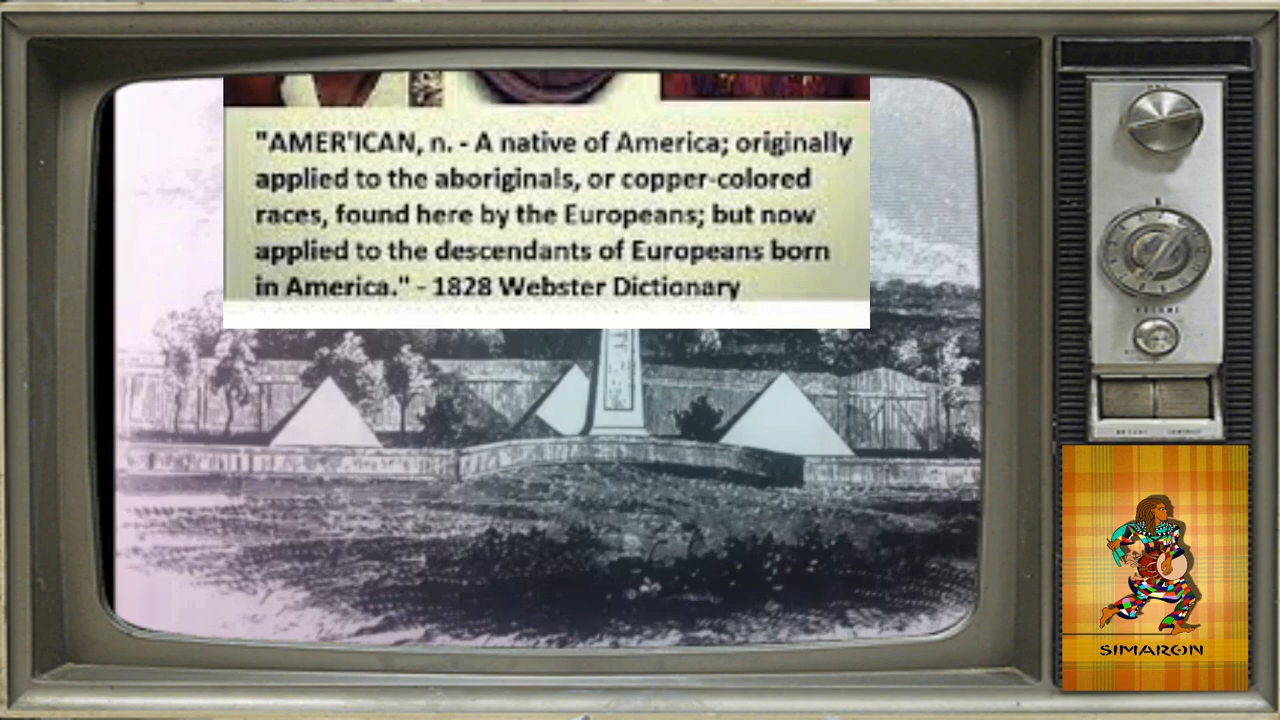 "AMER'ICAN, n. - A native of America; originally
applied to the aboriginals, or copper-colored
races, found here by the Europeans; but now
applied to the descendants of Europeans born
in America." - 1828 Webster Dictionary
VOLUME
SIMARON